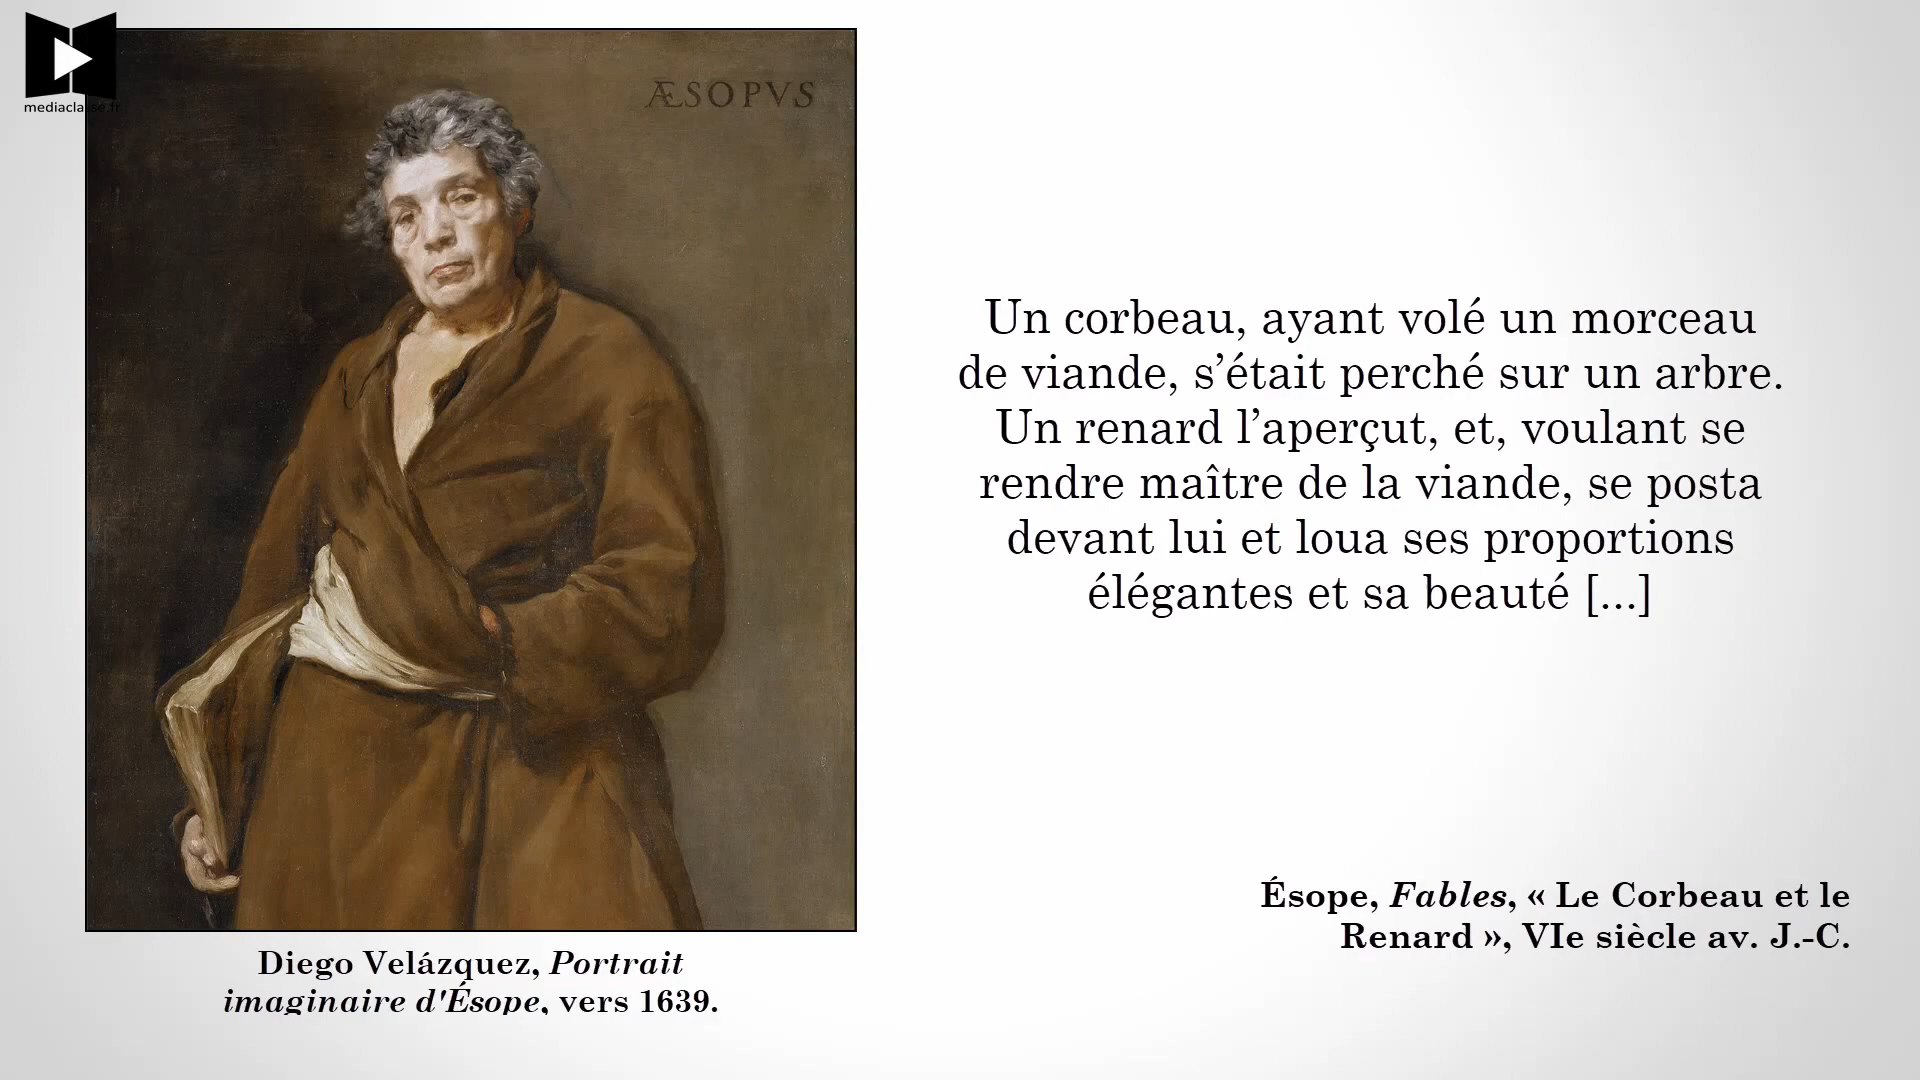 mediaclasse.fr
ÆSOPVS
Un corbeau, ayant volé un morceau
de viande, s’était perché sur un arbre.
Un renard l’aperçut, et, voulant se
rendre maître de la viande, se posta
devant lui et loua ses proportions
élégantes et sa beauté [...]
Ésope, Fables, « Le Corbeau et le
Renard », VIe siècle av. J.-C.
Diego Velázquez, Portrait
imaginaire d'Ésope, vers 1639.